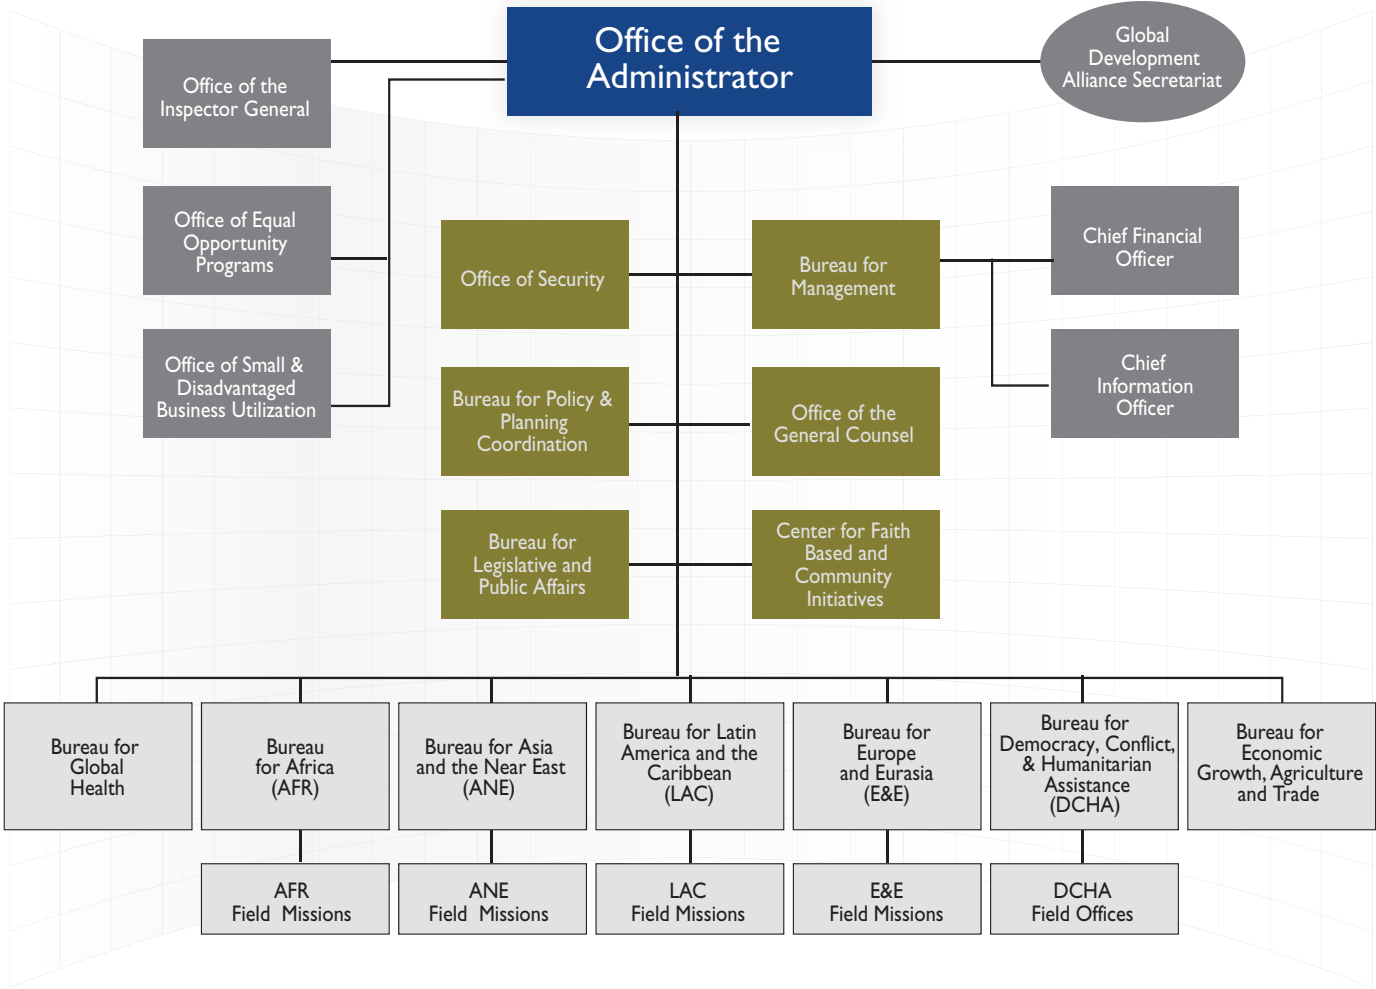 Office of the
Administrator
Global
Development
Alliance Secretariat
Office of the
Inspector General
Office of Equal
Opportunity
Programs
Office of Small &
Disadvantaged
Business Utilization
Office of Security
Bureau for
Management
Chief Financial
Officer
Chief
Information
Officer
Bureau for Policy &
Planning
Coordination
Office of the
General Counsel
Bureau for
Legislative and
Public Affairs
Center for Faith
Based and
Community
Initiatives
Bureau for
Global
Health
Bureau
for Africa
(AFR)
Bureau for Asia
and the Near East
(ANE)
Bureau for Latin
America and the
Caribbean
(LAC)
Bureau for
Europe
and Eurasia
(E&E)
Bureau for
Democracy, Conflict,
& Humanitarian
Assistance
(DCHA)
Bureau for
Economic
Growth, Agriculture
and Trade
AFR
Field Missions
ANE
Field Missions
LAC
Field Missions
E&E
Field Missions
DCHA
Field Offices